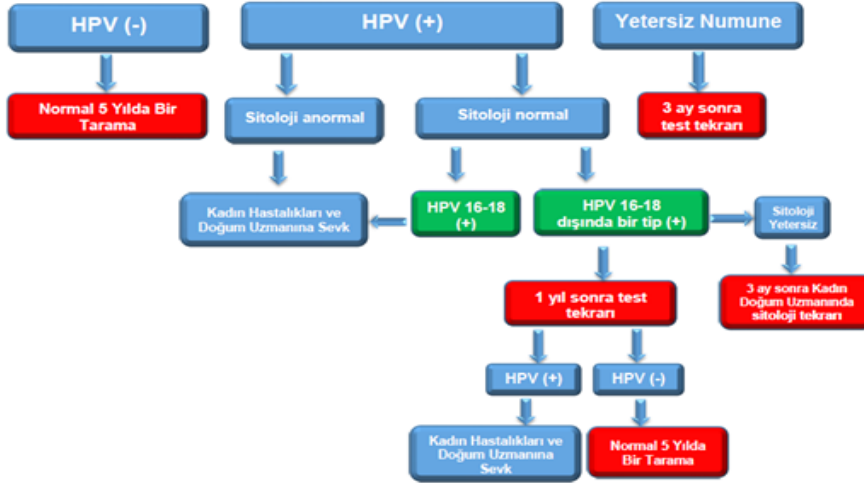 HPV (-)
HPV (+)
Yetersiz Numune
Normal 5 Yılda Bir
Tarama
Sitoloji anormal
Sitoloji normal
3 ay sonra
test tekrarı
Kadın Hastalıkları ve
Doğum Uzmanına Sevk
HPV 16-18
(+)
HPV 16-18
dışında bir tip (+)
Sitoloji
Yetersiz
1 yıl sonra test
tekrarı
3 ay sonra Kadın
Doğum Uzmanında
sitoloji tekrarı
HPV (+)
HPV (-)
Kadın Hastalıkları ve
Doğum Uzmanına
Sevk
Normal 5 Yılda
Bir Tarama